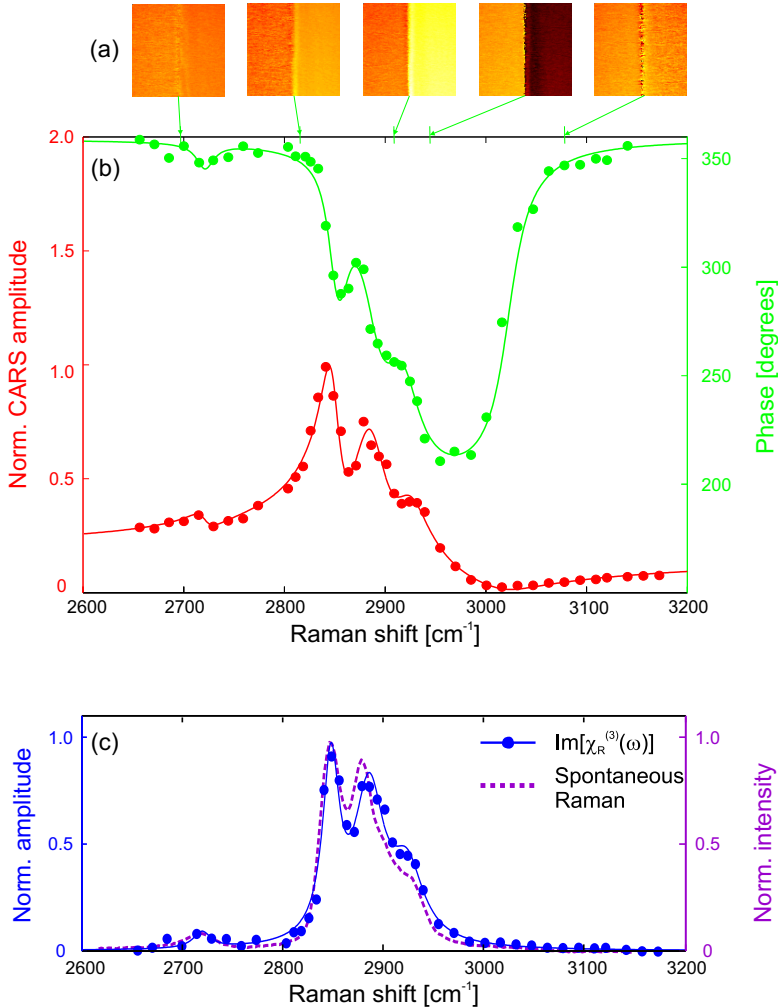 (a)
(b)
2.0
1.5
1.0
0.5
0
Norm. CARS amplitude
350
300
250
200
Phase [degrees]
2600 2700 2800 2900 3000 3100 3200
Raman shift [cm⁻¹]
(c)
1.0
0.5
0
Norm. amplitude
Im[χR⁽³⁾(ω)]
Spontaneous
Raman
1.0
0.5
0
Norm. intensity
2600 2700 2800 2900 3000 3100 3200
Raman shift [cm⁻¹]